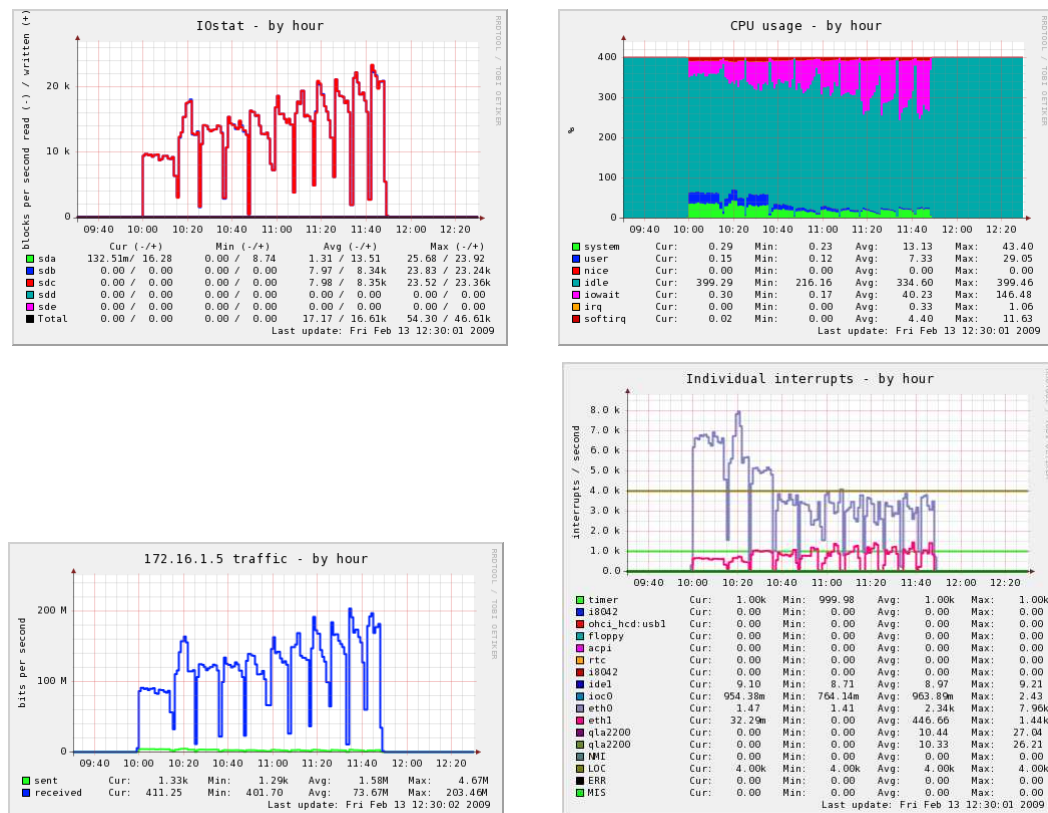 IOstat - by hour
RRDTOOL / TOBI OETIKER
blocks per second read (-) / written (+)
20 k
10 k
0
09:40 10:00 10:20 10:40 11:00 11:20 11:40 12:00 12:20
Cur (-/+) Min (-/+) Avg (-/+) Max (-/+)
sda 132.51m/ 16.28 0.00 / 8.74 1.31 / 13.51 25.68 / 23.92
sdb 0.00 / 0.00 0.00 / 0.00 7.97 / 8.34k 23.83 / 23.24k
sdc 0.00 / 0.00 0.00 / 0.00 7.98 / 8.35k 23.52 / 23.36k
sdd 0.00 / 0.00 0.00 / 0.00 0.00 / 0.00 0.00 / 0.00
sde 0.00 / 0.00 0.00 / 0.00 0.00 / 0.00 0.00 / 0.00
Total 0.00 / 0.00 0.00 / 0.00 17.17 / 16.61k 54.30 / 46.61k
Last update: Fri Feb 13 12:30:01 2009
CPU usage - by hour
RRDTOOL / TOBI OETIKER
%
400
300
200
100
0
09:40 10:00 10:20 10:40 11:00 11:20 11:40 12:00 12:20
system Cur: 0.29 Min: 0.23 Avg: 13.13 Max: 43.40
user Cur: 0.15 Min: 0.12 Avg: 7.33 Max: 29.05
nice Cur: 0.00 Min: 0.00 Avg: 0.00 Max: 0.00
idle Cur: 399.29 Min: 216.16 Avg: 334.60 Max: 399.46
iowait Cur: 0.30 Min: 0.17 Avg: 40.23 Max: 146.48
irq Cur: 0.00 Min: 0.00 Avg: 0.33 Max: 1.06
softirq Cur: 0.02 Min: 0.00 Avg: 4.40 Max: 11.63
Last update: Fri Feb 13 12:30:01 2009
172.16.1.5 traffic - by hour
RRDTOOL / TOBI OETIKER
bits per second
200 M
100 M
0
09:40 10:00 10:20 10:40 11:00 11:20 11:40 12:00 12:20
sent Cur: 1.33k Min: 1.29k Avg: 1.58M Max: 4.67M
received Cur: 411.25 Min: 401.70 Avg: 73.67M Max: 203.46M
Last update: Fri Feb 13 12:30:02 2009
Individual interrupts - by hour
interrupts / second
8.0 k
7.0 k
6.0 k
5.0 k
4.0 k
3.0 k
2.0 k
1.0 k
0.0
09:40 10:00 10:20 10:40 11:00 11:20 11:40 12:00 12:20
timer Cur: 1.00k Min: 999.98 Avg: 1.00k Max: 1.00k
i8042 Cur: 0.00 Min: 0.00 Avg: 0.00 Max: 0.00
ohci_hcd:usb1 Cur: 0.00 Min: 0.00 Avg: 0.00 Max: 0.00
floppy Cur: 0.00 Min: 0.00 Avg: 0.00 Max: 0.00
acpi Cur: 0.00 Min: 0.00 Avg: 0.00 Max: 0.00
rtc Cur: 0.00 Min: 0.00 Avg: 0.00 Max: 0.00
i8042 Cur: 0.00 Min: 0.00 Avg: 0.00 Max: 0.00
ide1 Cur: 9.10 Min: 8.71 Avg: 8.97 Max: 9.21
ioc0 Cur: 954.38m Min: 764.14m Avg: 963.89m Max: 2.43
eth0 Cur: 1.47 Min: 1.41 Avg: 2.34k Max: 7.96k
eth1 Cur: 32.29m Min: 0.00 Avg: 446.66 Max: 1.44k
qla2200 Cur: 0.00 Min: 0.00 Avg: 10.44 Max: 27.04
qla2200 Cur: 0.00 Min: 0.00 Avg: 10.33 Max: 26.21
NMI Cur: 0.00 Min: 0.00 Avg: 0.00 Max: 0.00
LOC Cur: 4.00k Min: 4.00k Avg: 4.00k Max: 4.00k
ERR Cur: 0.00 Min: 0.00 Avg: 0.00 Max: 0.00
MIS Cur: 0.00 Min: 0.00 Avg: 0.00 Max: 0.00
Last update: Fri Feb 13 12:30:01 2009